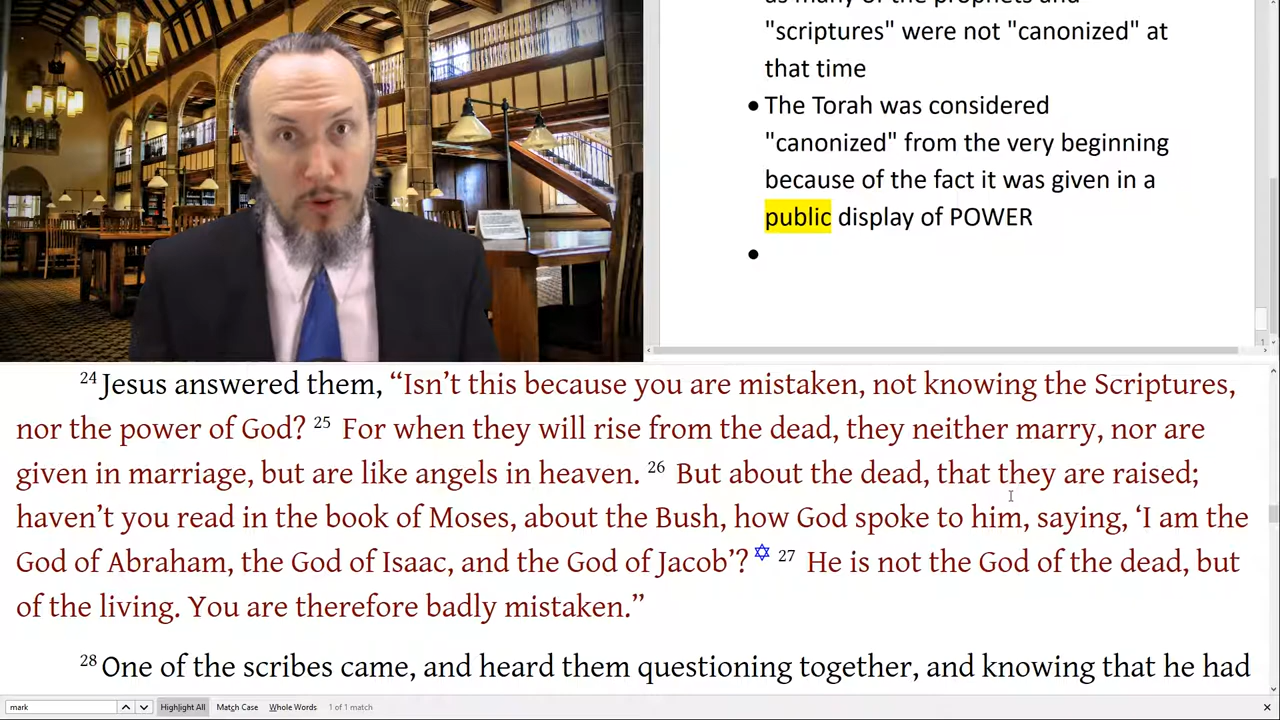 as many of the prophets and
"scriptures" were not "canonized" at
that time
• The Torah was considered
"canonized" from the very beginning
because of the fact it was given in a
public display of POWER
•
24 Jesus answered them, “Isn’t this because you are mistaken, not knowing the Scriptures,
nor the power of God? 25 For when they will rise from the dead, they neither marry, nor are
given in marriage, but are like angels in heaven. 26 But about the dead, that they are raised;
haven’t you read in the book of Moses, about the Bush, how God spoke to him, saying, ‘I am the
God of Abraham, the God of Isaac, and the God of Jacob’?✡ 27 He is not the God of the dead, but
of the living. You are therefore badly mistaken.”
28 One of the scribes came, and heard them questioning together, and knowing that he had
mark Highlight All Match Case Whole Words 1 of 1 match